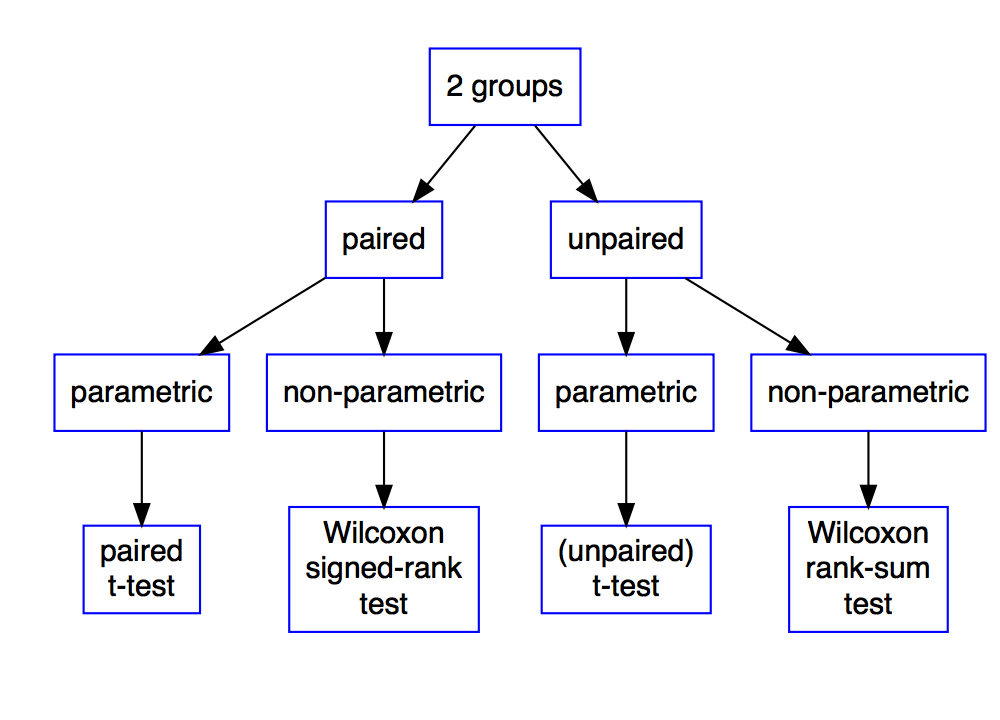 2 groups
paired
unpaired
parametric
non-parametric
parametric
non-parametric
paired
t-test
Wilcoxon
signed-rank
test
(unpaired)
t-test
Wilcoxon
rank-sum
test